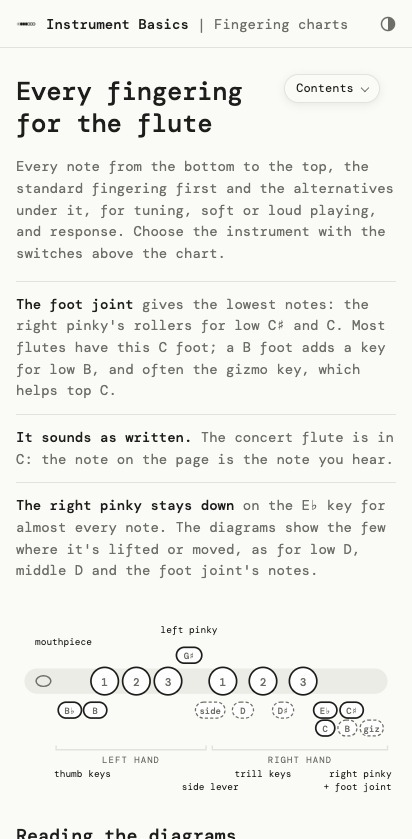 Instrument Basics | Fingering charts
Every fingering
for the flute
Contents
Every note from the bottom to the top, the
standard fingering first and the alternatives
under it, for tuning, soft or loud playing,
and response. Choose the instrument with the
switches above the chart.
The foot joint gives the lowest notes: the
right pinky's rollers for low C♯ and C. Most
flutes have this C foot; a B foot adds a key
for low B, and often the gizmo key, which
helps top C.
It sounds as written. The concert flute is in
C: the note on the page is the note you hear.
The right pinky stays down on the E♭ key for
almost every note. The diagrams show the few
where it's lifted or moved, as for low D,
middle D and the foot joint's notes.
left pinky
mouthpiece
G♯
1 2 3 1 2 3
B♭ B side D D♯ E♭ C♯
C B giz
LEFT HAND RIGHT HAND
thumb keys trill keys right pinky
side lever + foot joint
Reading the diagrams